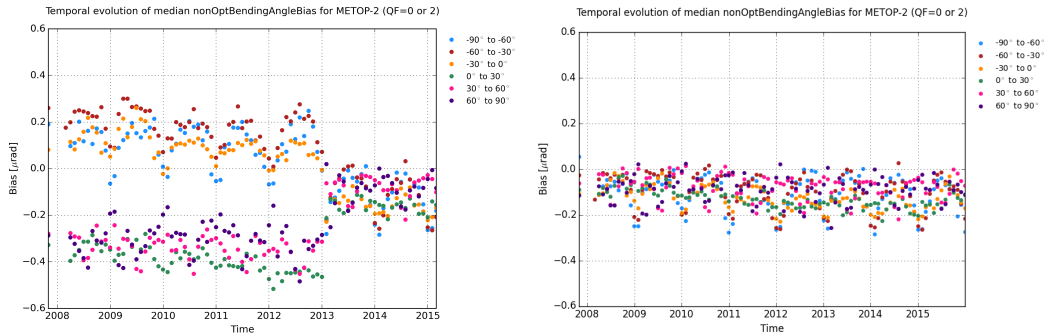 Temporal evolution of median nonOptBendingAngleBias for METOP-2 (QF=0 or 2)
0.6
0.4
0.2
0.0
−0.2
−0.4
−0.6
Bias [μrad]
2008 2009 2010 2011 2012 2013 2014 2015
Time
-90° to -60°
-60° to -30°
-30° to 0°
0° to 30°
30° to 60°
60° to 90°
Temporal evolution of median nonOptBendingAngleBias for METOP-2 (QF=0 or 2)
0.6
0.4
0.2
0.0
−0.2
−0.4
−0.6
Bias [μrad]
2008 2009 2010 2011 2012 2013 2014 2015
Time
-90° to -60°
-60° to -30°
-30° to 0°
0° to 30°
30° to 60°
60° to 90°